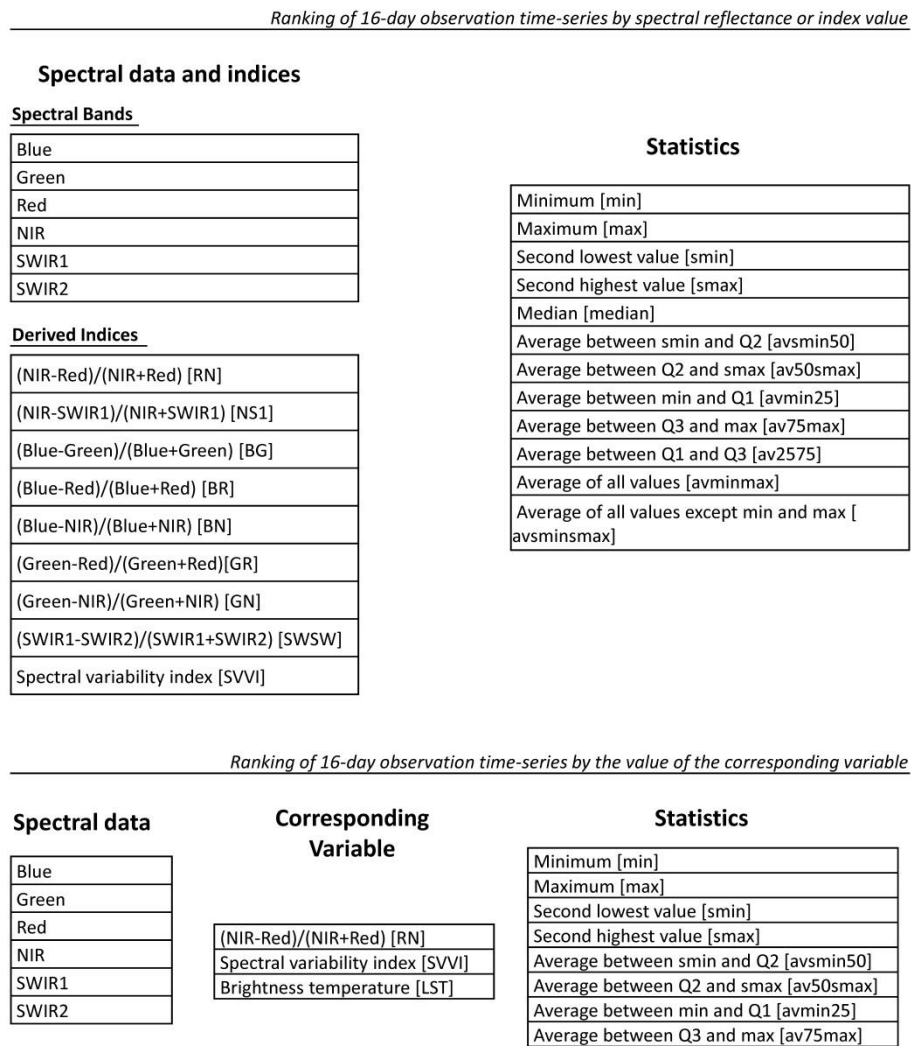 Ranking of 16-day observation time-series by spectral reflectance or index value
Spectral data and indices
Spectral Bands
Blue
Green
Red
NIR
SWIR1
SWIR2
Derived Indices
(NIR-Red)/(NIR+Red) [RN]
(NIR-SWIR1)/(NIR+SWIR1) [NS1]
(Blue-Green)/(Blue+Green) [BG]
(Blue-Red)/(Blue+Red) [BR]
(Blue-NIR)/(Blue+NIR) [BN]
(Green-Red)/(Green+Red)[GR]
(Green-NIR)/(Green+NIR) [GN]
(SWIR1-SWIR2)/(SWIR1+SWIR2) [SWSW]
Spectral variability index [SVVI]
Statistics
Minimum [min]
Maximum [max]
Second lowest value [smin]
Second highest value [smax]
Median [median]
Average between smin and Q2 [avsmin50]
Average between Q2 and smax [av50smax]
Average between min and Q1 [avmin25]
Average between Q3 and max [av75max]
Average between Q1 and Q3 [av2575]
Average of all values [avminmax]
Average of all values except min and max [
avsminsmax]
Ranking of 16-day observation time-series by the value of the corresponding variable
Spectral data
Blue
Green
Red
NIR
SWIR1
SWIR2
Corresponding
Variable
(NIR-Red)/(NIR+Red) [RN]
Spectral variability index [SVVI]
Brightness temperature [LST]
Statistics
Minimum [min]
Maximum [max]
Second lowest value [smin]
Second highest value [smax]
Average between smin and Q2 [avsmin50]
Average between Q2 and smax [av50smax]
Average between min and Q1 [avmin25]
Average between Q3 and max [av75max]